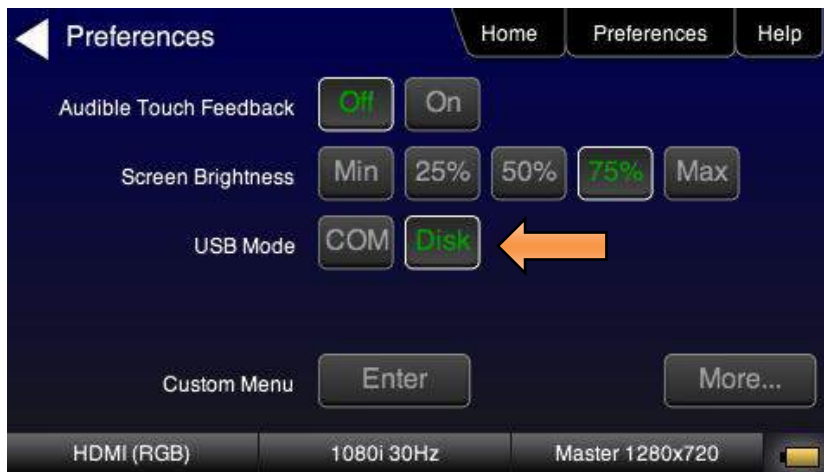 Preferences Home Preferences Help
Audible Touch Feedback Off On
Screen Brightness Min 25% 50% 75% Max
USB Mode COM Disk
Custom Menu Enter More...
HDMI (RGB) 1080i 30Hz Master 1280x720